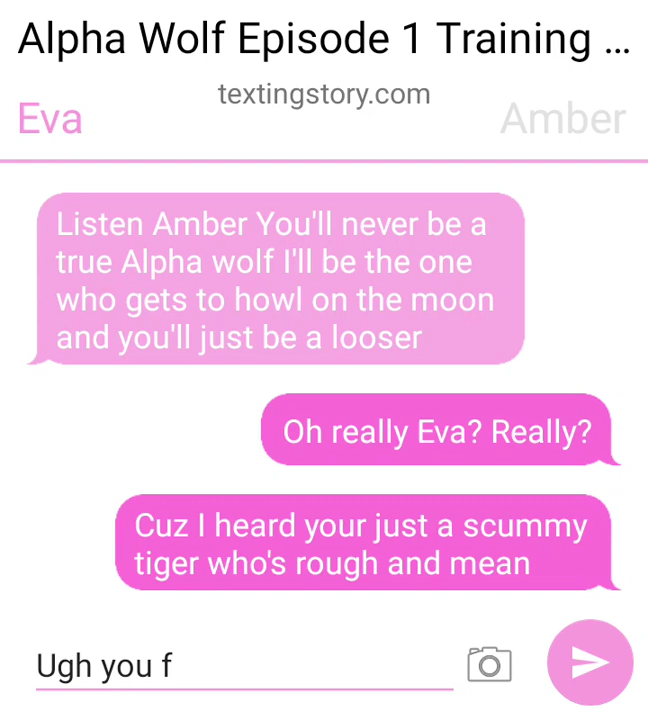 Alpha Wolf Episode 1 Training ...
textingstory.com
Eva
Amber
Listen Amber You'll never be a
true Alpha wolf I'll be the one
who gets to howl on the moon
and you'll just be a looser
Oh really Eva? Really?
Cuz I heard your just a scummy
tiger who's rough and mean
Ugh you f